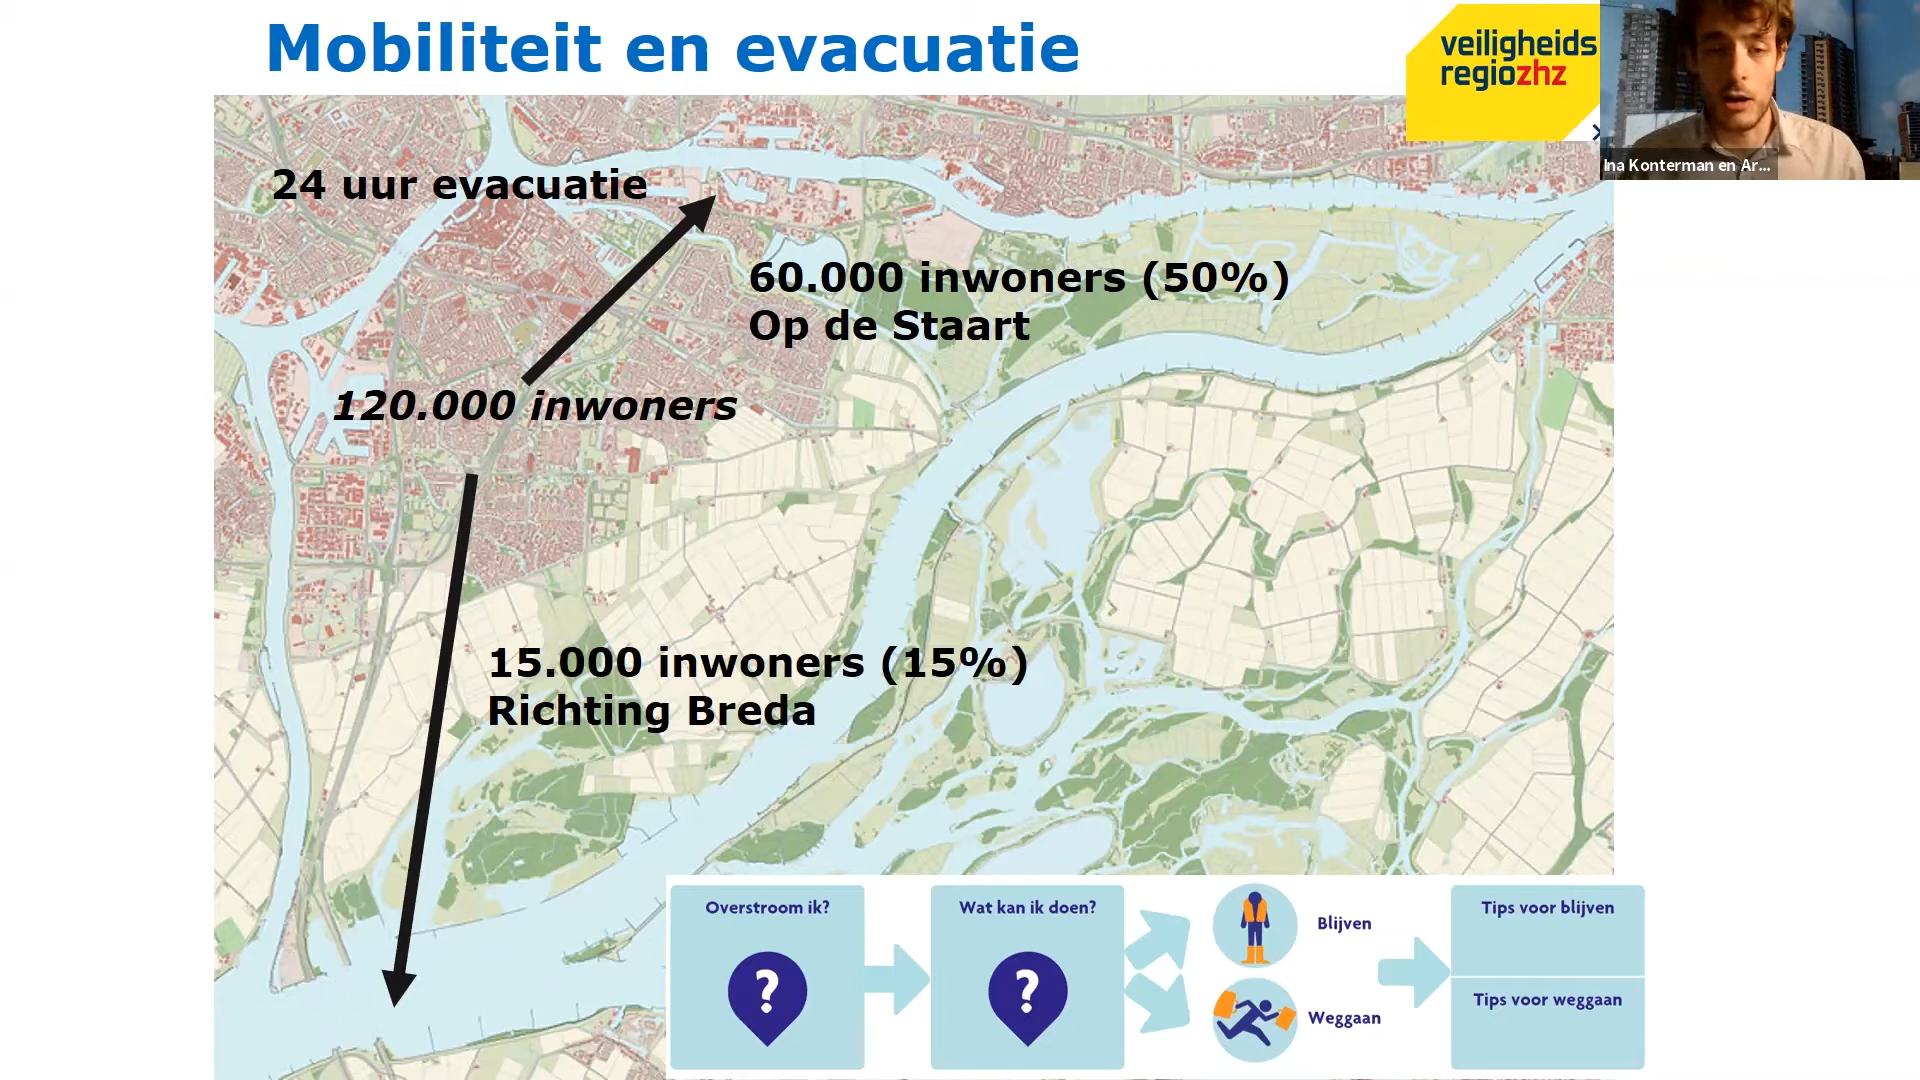 Mobiliteit en evacuatie
veiligheids
regiozhz
Ina Konterman en Ar...
24 uur evacuatie
60.000 inwoners (50%)
Op de Staart
120.000 inwoners
15.000 inwoners (15%)
Richting Breda
Overstroom ik?
?
Wat kan ik doen?
?
Blijven
Weggaan
Tips voor blijven
Tips voor weggaan